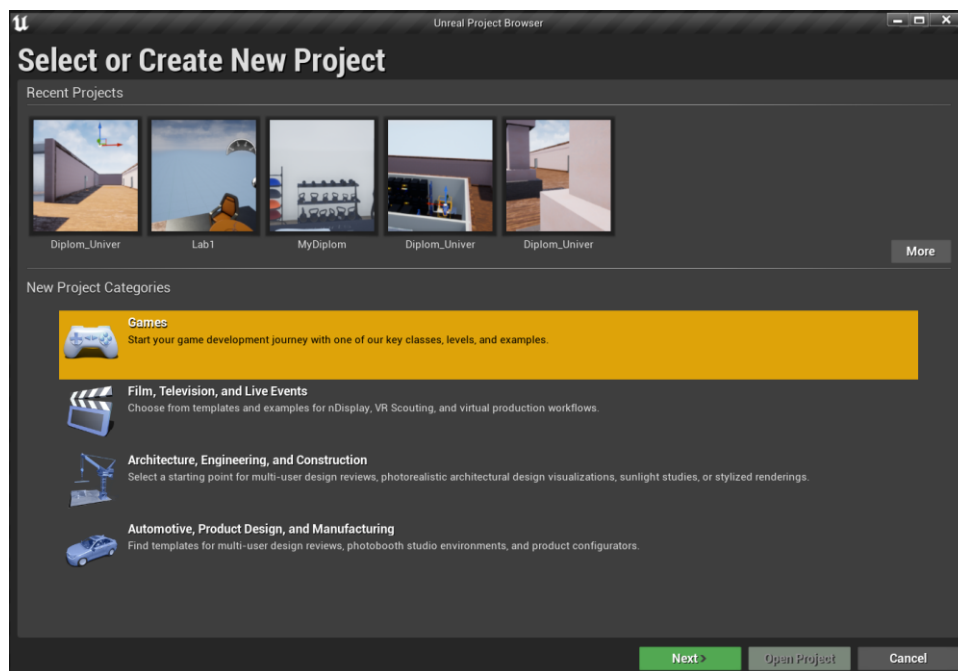 Unreal Project Browser
Select or Create New Project
Recent Projects
Diplom_Univer
Lab1
MyDiplom
Diplom_Univer
Diplom_Univer
More
New Project Categories
Games
Start your game development journey with one of our key classes, levels, and examples.
Film, Television, and Live Events
Choose from templates and examples for nDisplay, VR Scouting, and virtual production workflows.
Architecture, Engineering, and Construction
Select a starting point for multi-user design reviews, photorealistic architectural design visualizations, sunlight studies, or stylized renderings.
Automotive, Product Design, and Manufacturing
Find templates for multi-user design reviews, photobooth studio environments, and product configurators.
Next >
Open Project
Cancel